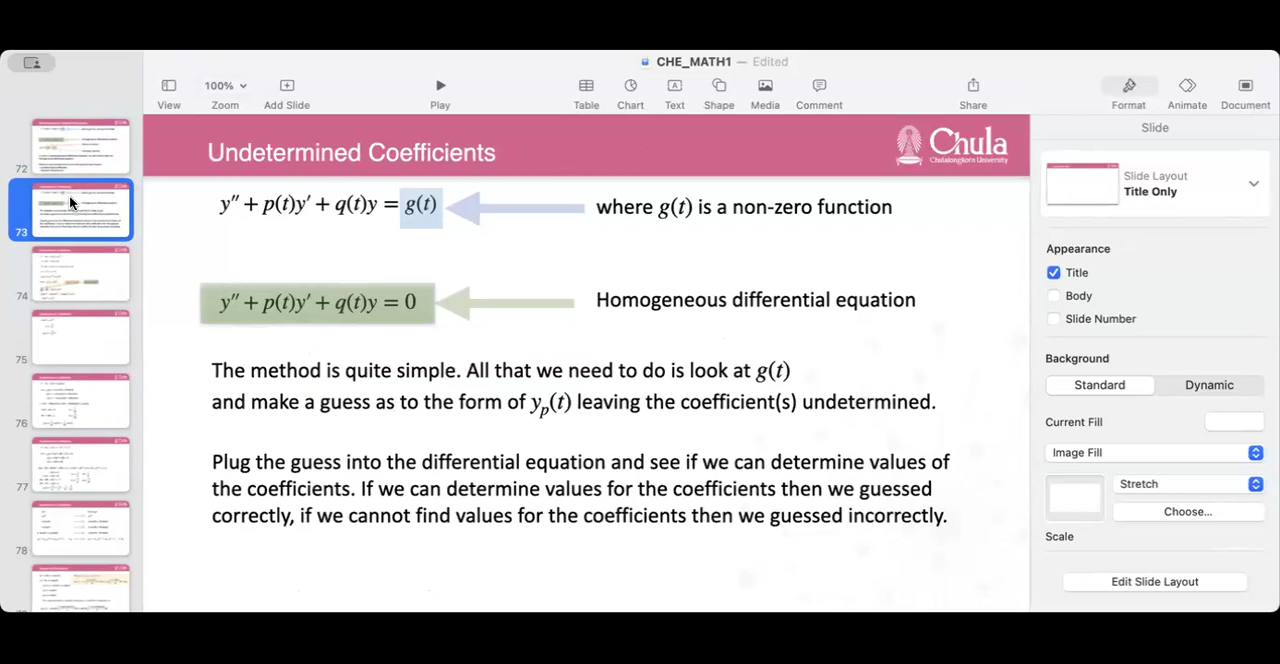 CHE_MATH1 — Edited
View
100%
Zoom
Add Slide
Play
Table
Chart
Text
Shape
Media
Comment
Share
Format
Animate
Document
72
73
74
75
76
77
78
Undetermined Coefficients
Chula
Chulalongkorn University
y″ + p(t)y′ + q(t)y = g(t)
where g(t) is a non-zero function
y″ + p(t)y′ + q(t)y = 0
Homogeneous differential equation
The method is quite simple. All that we need to do is look at g(t)
and make a guess as to the form of yₚ(t) leaving the coefficient(s) undetermined.
Plug the guess into the differential equation and see if we can determine values of
the coefficients. If we can determine values for the coefficients then we guessed
correctly, if we cannot find values for the coefficients then we guessed incorrectly.
Slide
Slide Layout
Title Only
Appearance
Title
Body
Slide Number
Background
Standard
Dynamic
Current Fill
Image Fill
Stretch
Choose...
Scale
Edit Slide Layout